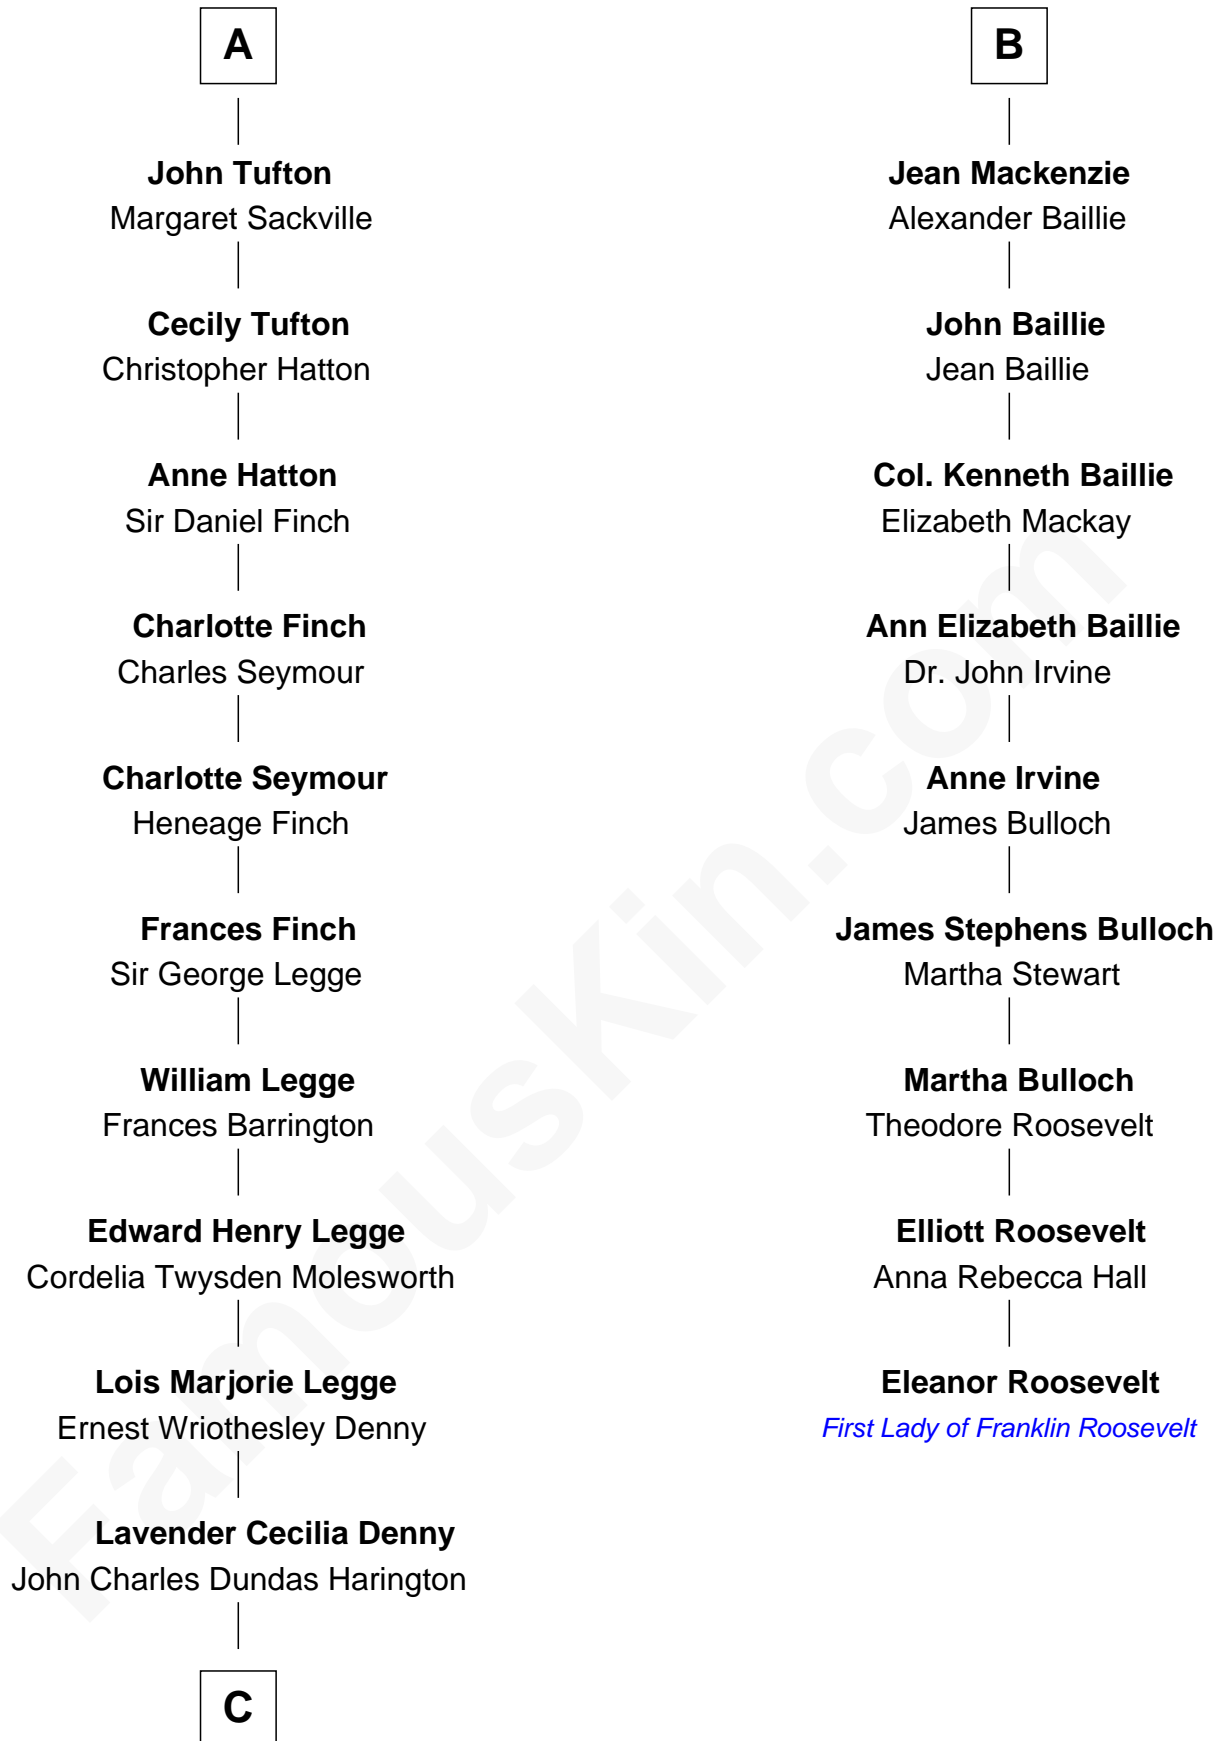 A
John Tufton
Margaret Sackville
Cecily Tufton
Christopher Hatton
Anne Hatton
Sir Daniel Finch
Charlotte Finch
Charles Seymour
Charlotte Seymour
Heneage Finch
Frances Finch
Sir George Legge
William Legge
Frances Barrington
Edward Henry Legge
Cordelia Twysden Molesworth
Lois Marjorie Legge
Ernest Wriothesley Denny
Lavender Cecilia Denny
John Charles Dundas Harington
C
B
Jean Mackenzie
Alexander Baillie
John Baillie
Jean Baillie
Col. Kenneth Baillie
Elizabeth Mackay
Ann Elizabeth Baillie
Dr. John Irvine
Anne Irvine
James Bulloch
James Stephens Bulloch
Martha Stewart
Martha Bulloch
Theodore Roosevelt
Elliott Roosevelt
Anna Rebecca Hall
Eleanor Roosevelt
First Lady of Franklin Roosevelt
FamousKin.com